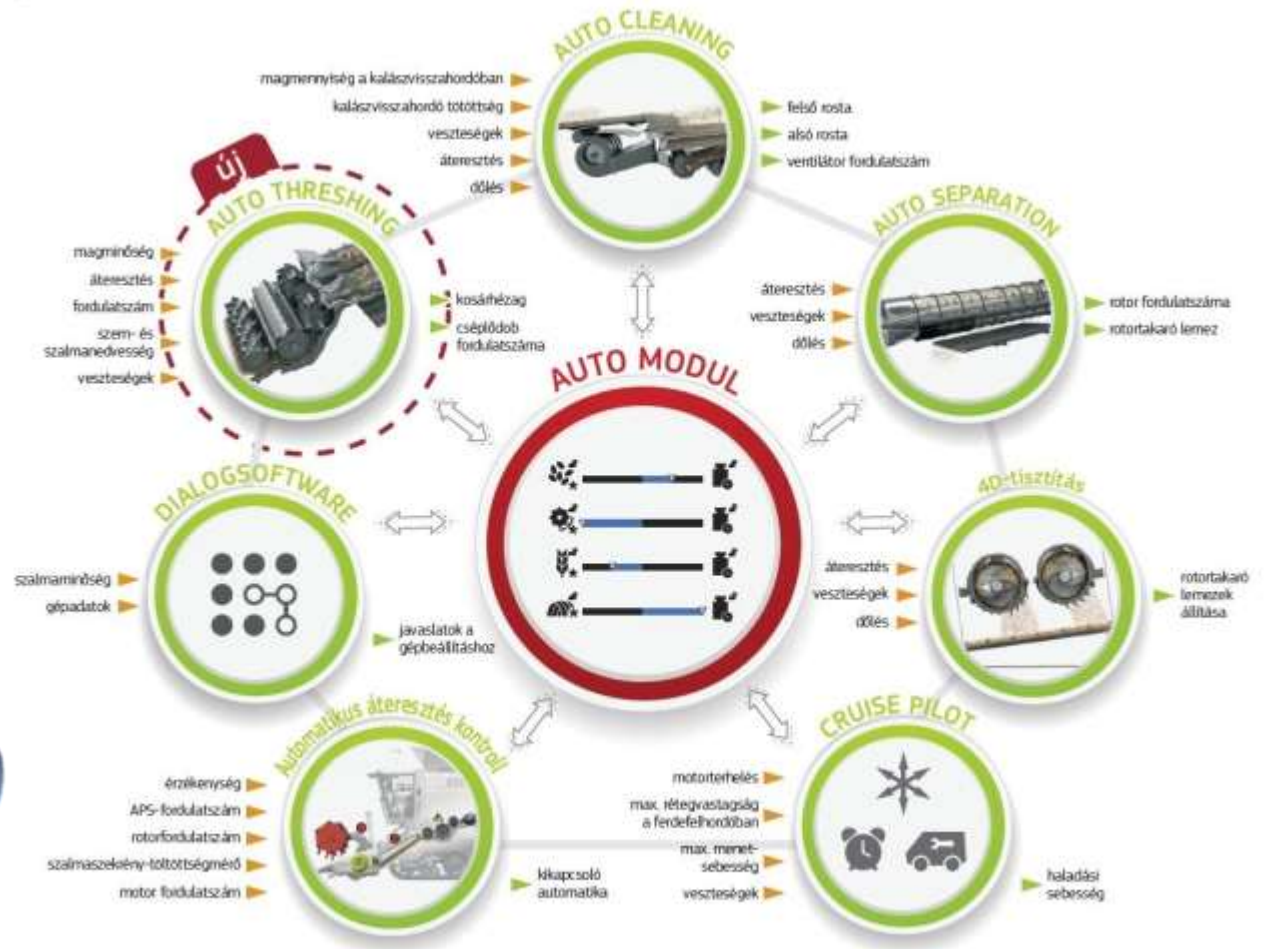 AUTO CLEANING
magmennyiség a kalászvisszahordóban
kalászvisszahordó tötöttség
veszteségek
áteresztés
dőlés
felső rosta
alsó rosta
ventilátor fordulatszám
új
AUTO THRESHING
magminőség
áteresztés
fordulatszám
szem- és
szalmanedvesség
veszteségek
kosárhézag
cséplődob
fordulatszáma
AUTO SEPARATION
áteresztés
veszteségek
dőlés
rotor fordulatszáma
rotortakaró lemez
AUTO MODUL
DIALOGSOFTWARE
szalmaminőség
gépadatok
javaslatok a
gépbeállításhoz
4D-tisztítás
áteresztés
veszteségek
dőlés
rotortakaró
lemezek
állítása
Automatikus áteresztés kontroll
érzékenység
APS-fordulatszám
rotorfordulatszám
szalmaszekrény-töltöttségmérő
motor fordulatszám
kikapcsoló
automatika
CRUISE PILOT
motorterhelés
max. rétegvastagság
a ferdefelhordóban
max. menet-
sebesség
veszteségek
haladási
sebesség